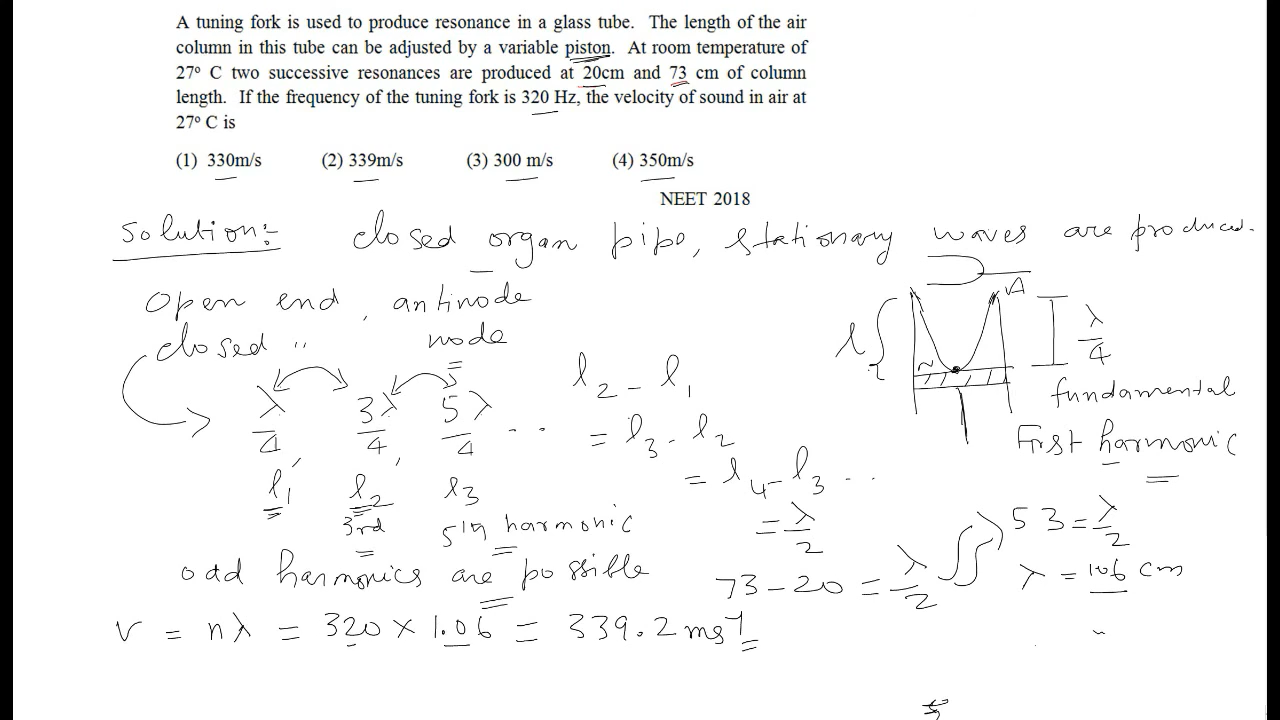 A tuning fork is used to produce resonance in a glass tube. The length of the air
column in this tube can be adjusted by a variable piston. At room temperature of
27° C two successive resonances are produced at 20cm and 73 cm of column
length. If the frequency of the tuning fork is 320 Hz, the velocity of sound in air at
27° C is
(1) 330m/s (2) 339m/s (3) 300 m/s (4) 350m/s
NEET 2018
Solution:- closed organ pipe, stationary waves are produced.
Open end, antinode
closed " node
A
N
l
λ/4
fundamental
First harmonic
λ/4, 3λ/4, 5λ/4 ..
l₁ l₂ l₃
3rd 5th harmonic
l₂ - l₁
= l₃ - l₂
= l₄ - l₃ ...
= λ/2
odd harmonics are possible
73 - 20 = λ/2
53 = λ/2
λ = 106 cm
v = nλ = 320 × 1.06 = 339.2 ms⁻¹